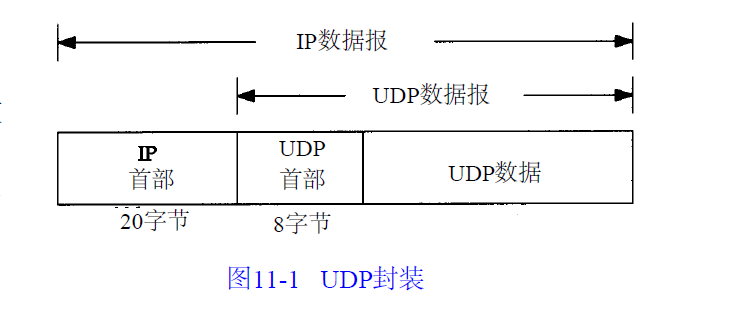 IP数据报
UDP数据报
IP
首部
UDP
首部
UDP数据
20字节
8字节
图11-1 UDP封装